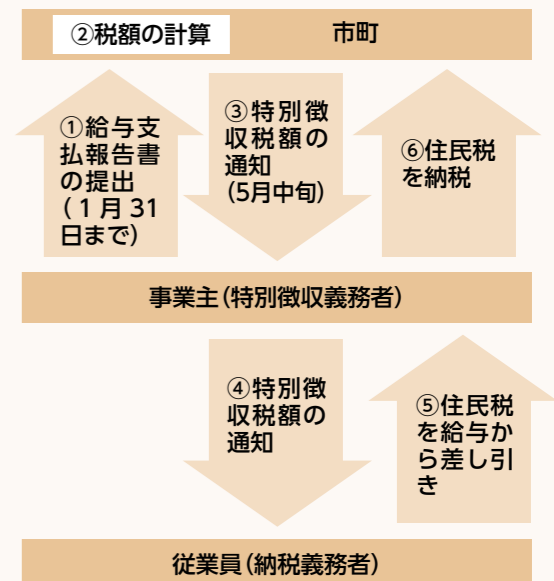 ②税額の計算
市町
①給与支
払報告書
の提出
(1月31
日まで)
③特別徴
収税額の
通知
(5月中旬)
⑥住民税
を納税
事業主(特別徴収義務者)
④特別徴
収税額の
通知
⑤住民税
を給与か
ら差し引
き
従業員(納税義務者)